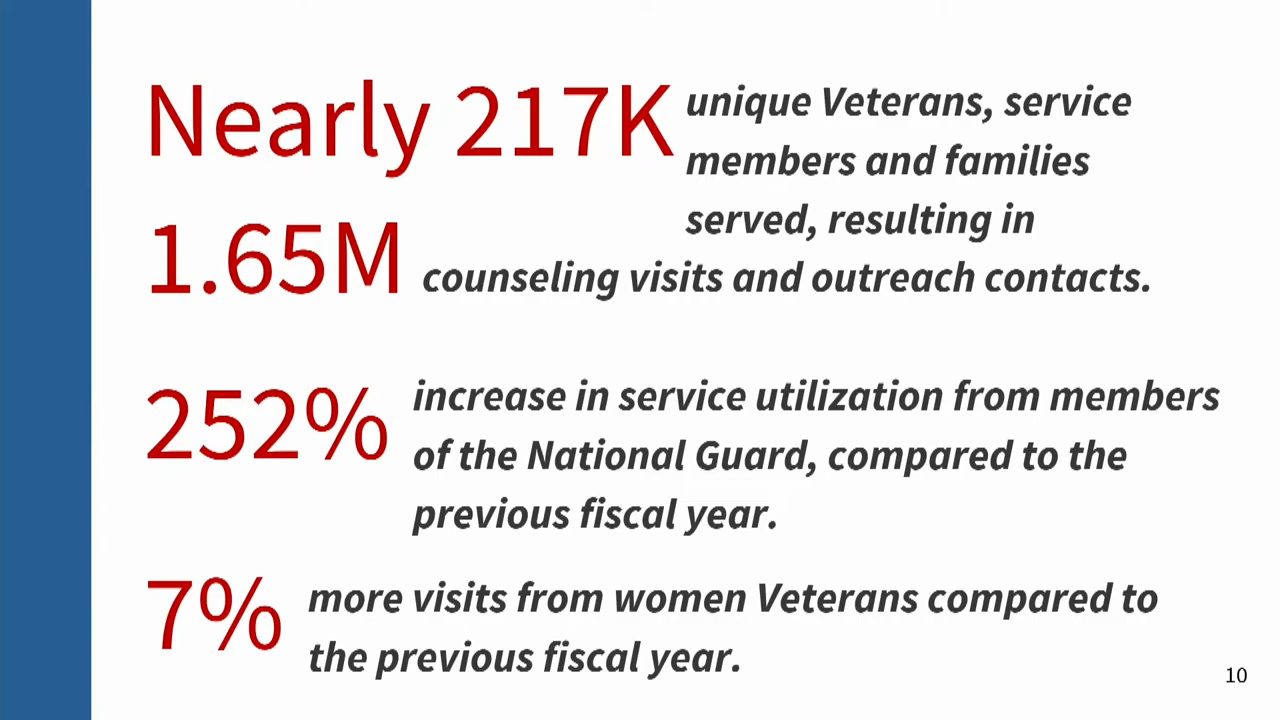 Nearly 217K unique Veterans, service
members and families
served, resulting in
1.65M counseling visits and outreach contacts.
252% increase in service utilization from members
of the National Guard, compared to the
previous fiscal year.
7% more visits from women Veterans compared to
the previous fiscal year.
10